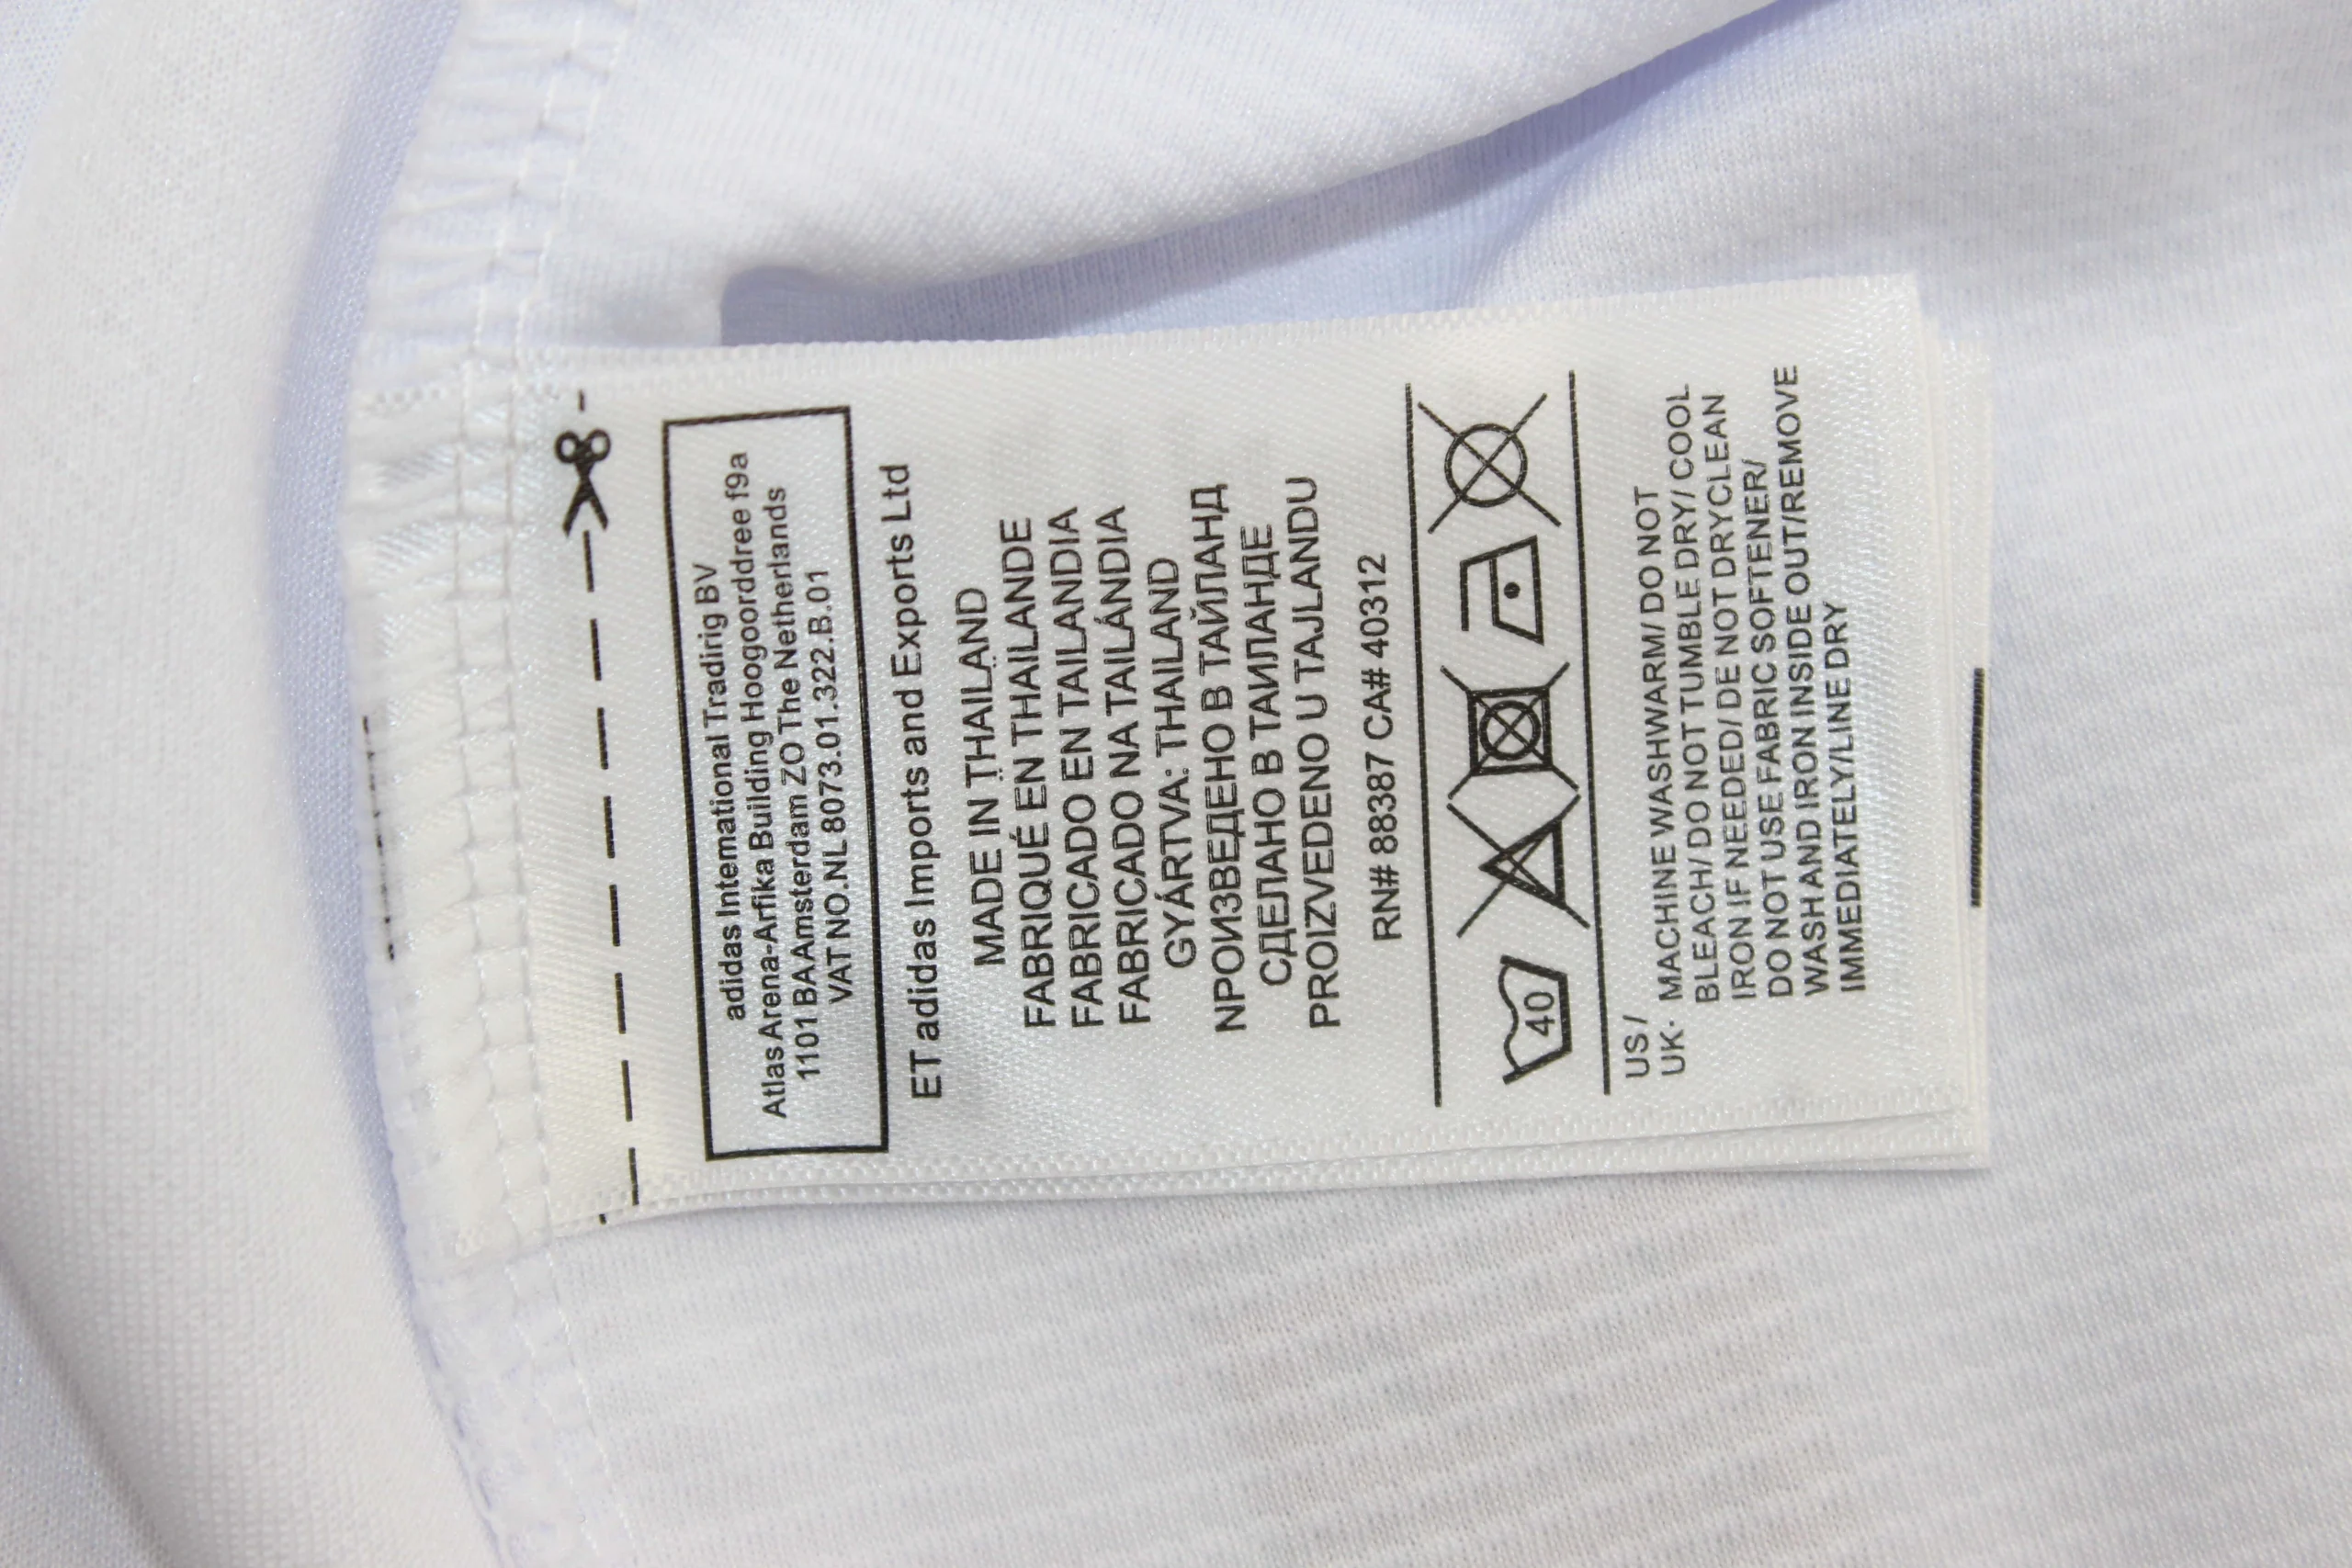 adidas International Tradirig BV
Atlas Arena-Arfika Building Hoogoorddree f9a
1101 BA Amsterdam ZO The Netherlands
VAT NO.NL 8073.01.322.B.01
ET adidas Imports and Exports Ltd
MADE IN THAILAND
FABRIQUÉ EN THAÏLANDE
FABRICADO EN TAILANDIA
FABRICADO NA TAILÁNDIA
GYÁRTVA: THAILAND
NPОИЗВЕДЕНО В ТАЙЛАНД
СДЕЛАНО В ТАИЛАНДЕ
PROIZVEDENO U TAJLANDU
RN# 88387 CA# 40312
40
US /
UK· MACHINE WASHWARM/ DO NOT
BLEACH/ DO NOT TUMBLE DRY/ COOL
IRON IF NEEDED/ DE NOT DRYCLEAN
DO NOT USE FABRIC SOFTENER/
WASH AND IRON INSIDE OUT/REMOVE
IMMEDIATELY/LINE DRY